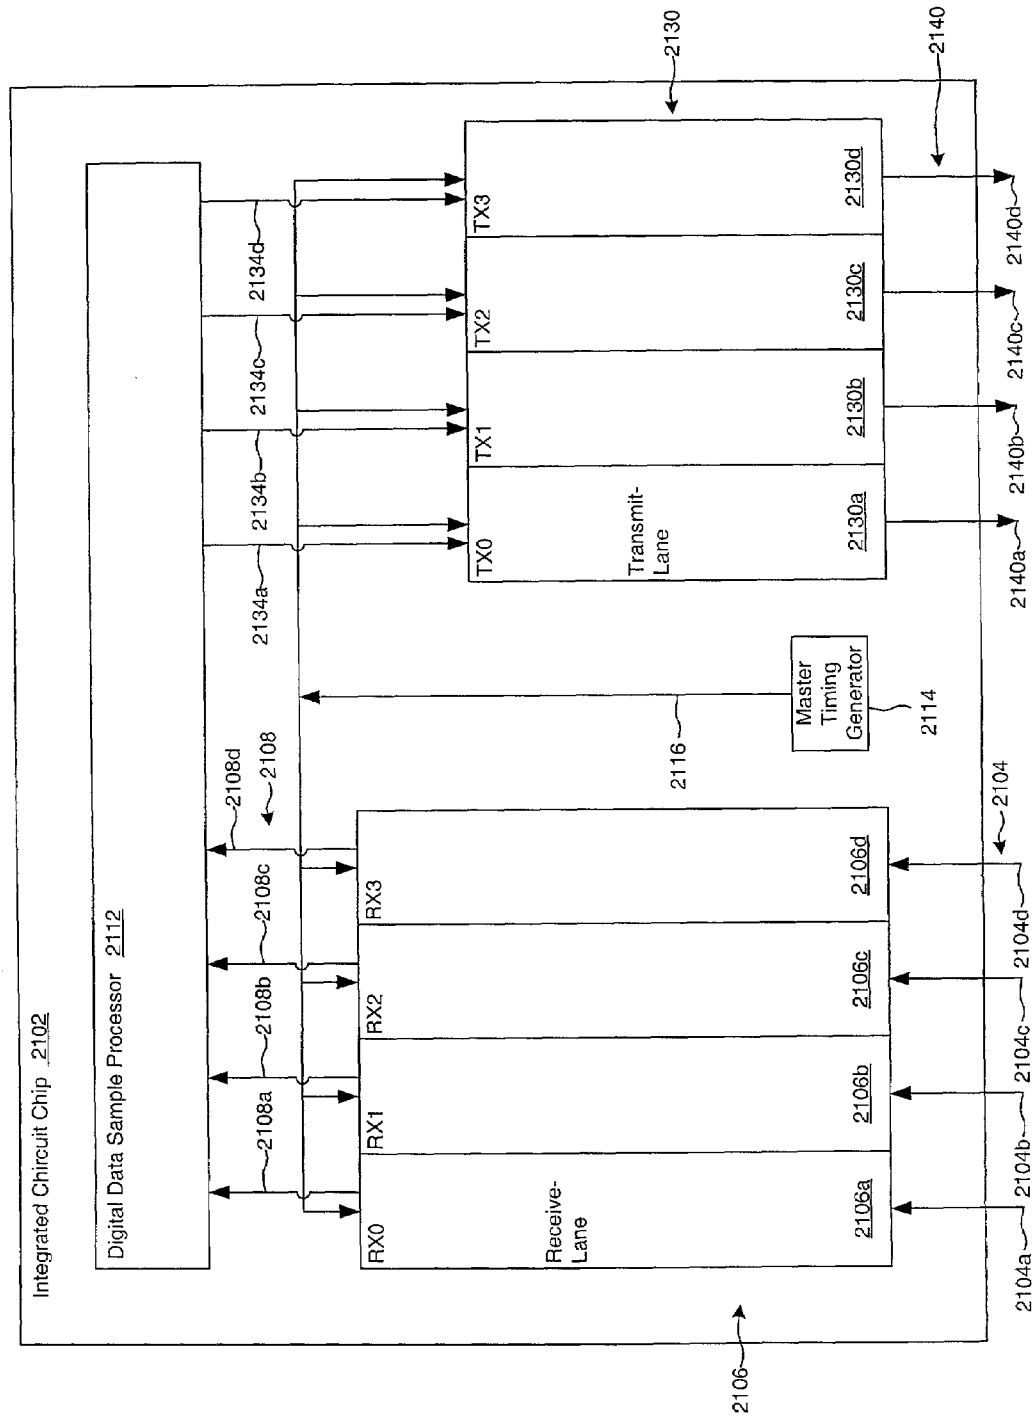 Integrated Chircuit Chip 2102
Digital Data Sample Processor 2112
2108a
2108b
2108c
2108d
2108
2134a
2134b
2134c
2134d
RX0
RX1
RX2
RX3
Receive-
Lane
2106a
2106b
2106c
2106d
2106
2116
Master
Timing
Generator
2114
TX0
TX1
TX2
TX3
Transmit-
Lane
2130a
2130b
2130c
2130d
2130
2104a
2104b
2104c
2104d
2104
2140a
2140b
2140c
2140d
2140